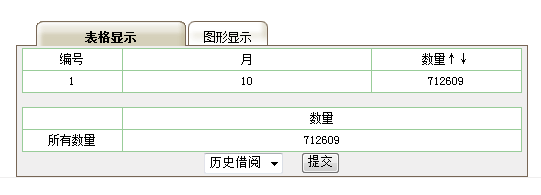 表格显示 图形显示
编号 月 数量↑↓
1 10 712609
数量
所有数量 712609
历史借阅 提交